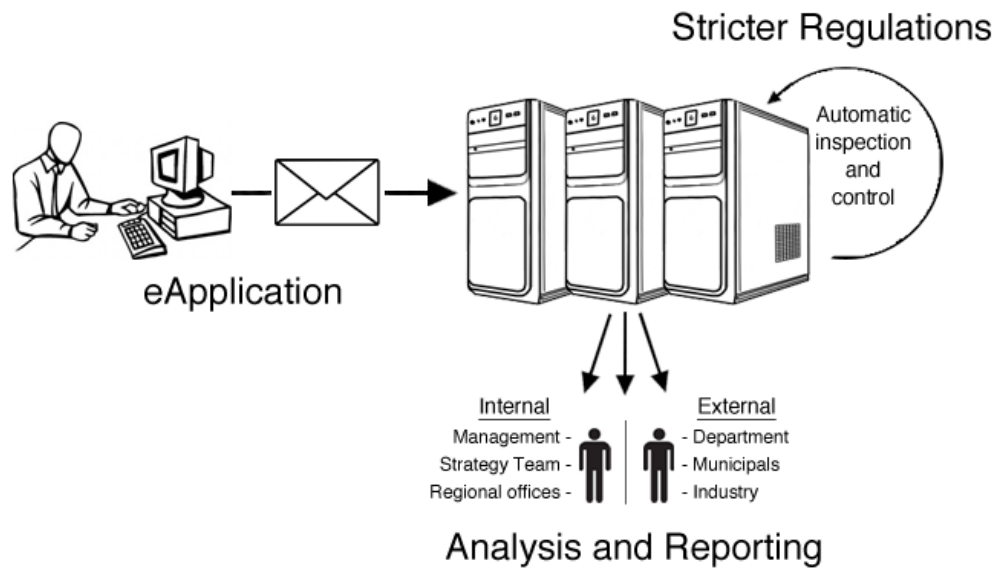 Stricter Regulations
Automatic
inspection
and
control
eApplication
Internal
Management -
Strategy Team -
Regional offices -
External
- Department
- Municipals
- Industry
Analysis and Reporting